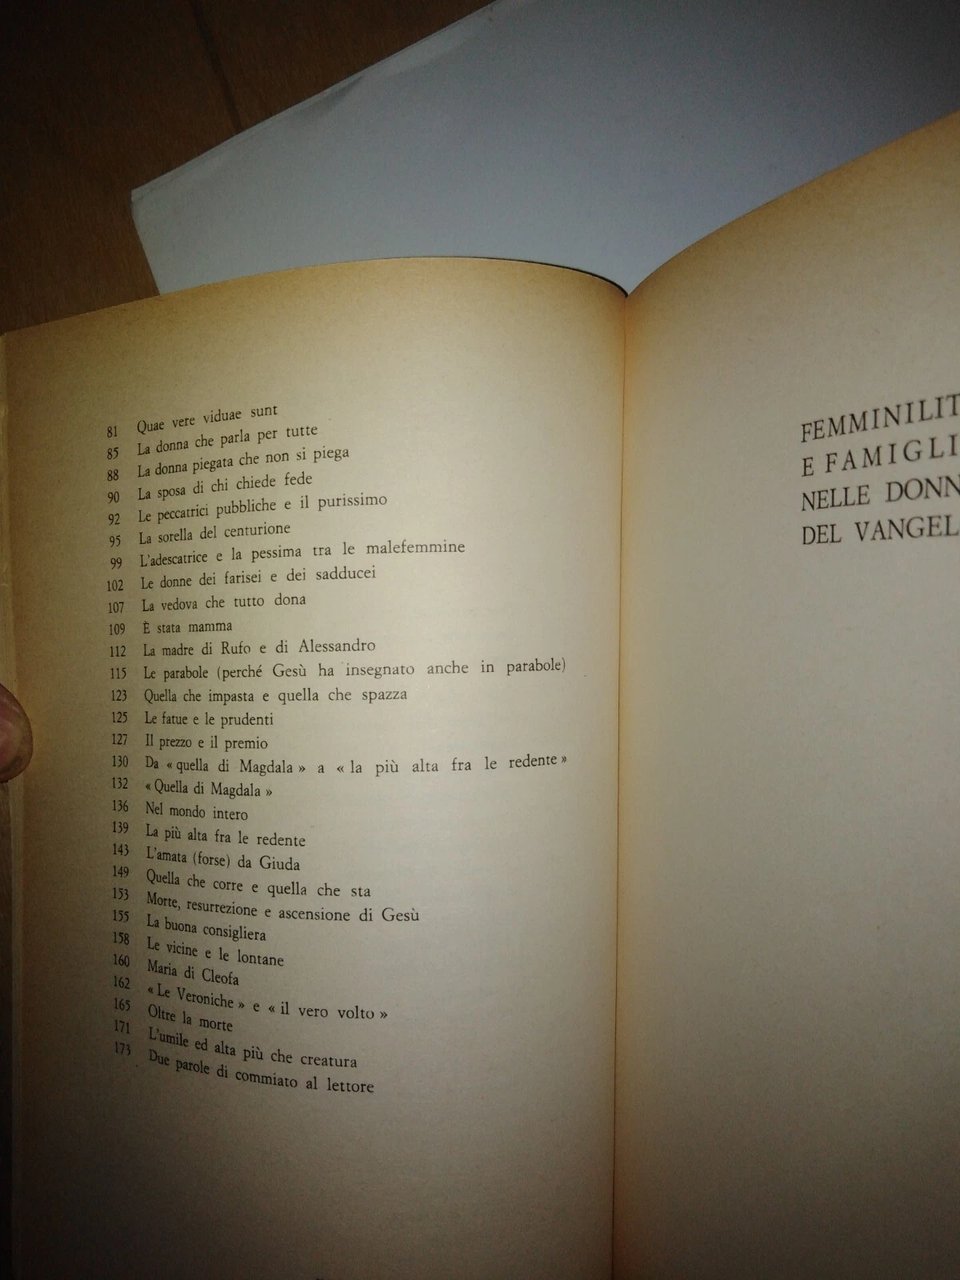 81 Quae vere viduae sunt
85 La donna che parla per tutte
88 La donna piegata che non si piega
90 La sposa di chi chiede fede
92 Le peccatrici pubbliche e il purissimo
95 La sorella del centurione
99 L'adescatrice e la pessima tra le malefemmine
102 Le donne dei farisei e dei sadducei
107 La vedova che tutto dona
109 È stata mamma
112 La madre di Rufo e di Alessandro
115 Le parabole (perché Gesù ha insegnato anche in parabole)
123 Quella che impasta e quella che spazza
125 Le fatue e le prudenti
127 Il prezzo e il premio
130 Da « quella di Magdala » a « la più alta fra le redente »
132 « Quella di Magdala »
136 Nel mondo intero
139 La più alta fra le redente
143 L'amata (forse) da Giuda
149 Quella che corre e quella che sta
153 Morte, resurrezione e ascensione di Gesù
155 La buona consigliera
158 Le vicine e le lontane
160 Maria di Cleofa
162 « Le Veroniche » e « il vero volto »
165 Oltre la morte
171 L'umile ed alta più che creatura
173 Due parole di commiato al lettore
FEMMINILIT
E FAMIGLI
NELLE DONN
DEL VANGEL